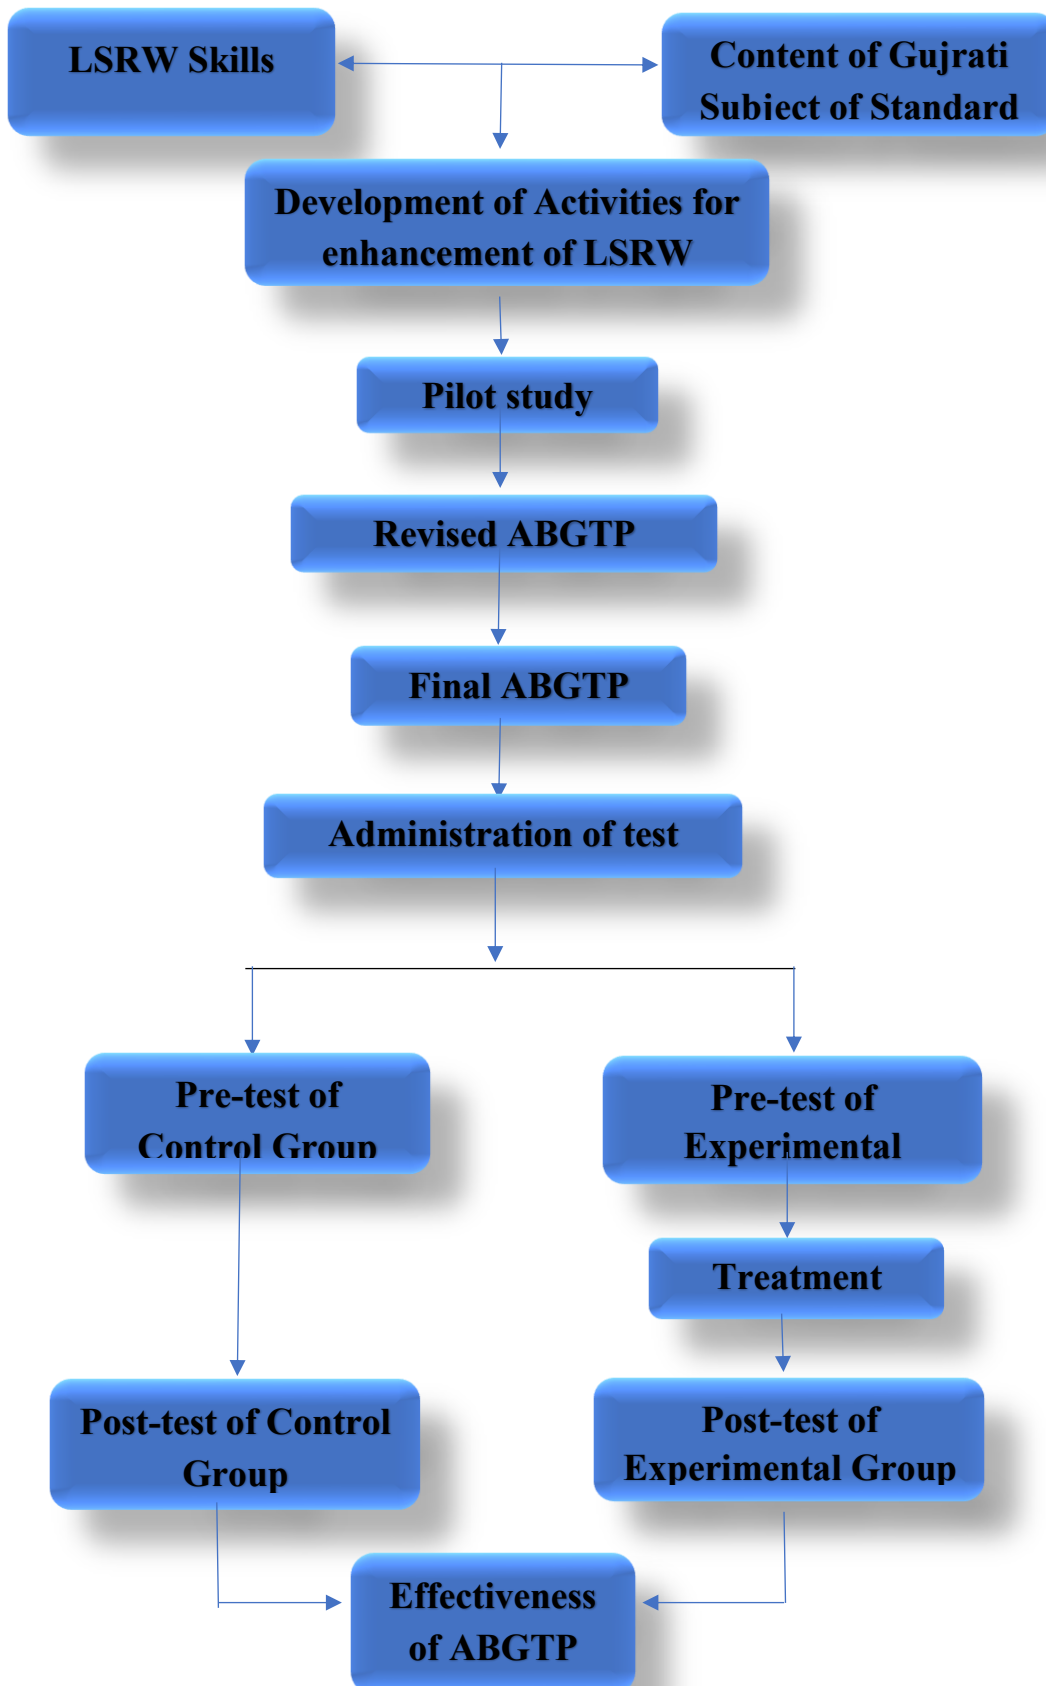 LSRW Skills
Content of Gujrati
Subject of Standard
Development of Activities for
enhancement of LSRW
Pilot study
Revised ABGTP
Final ABGTP
Administration of test
Pre-test of
Control Group
Pre-test of
Experimental
Treatment
Post-test of Control
Group
Post-test of
Experimental Group
Effectiveness
of ABGTP